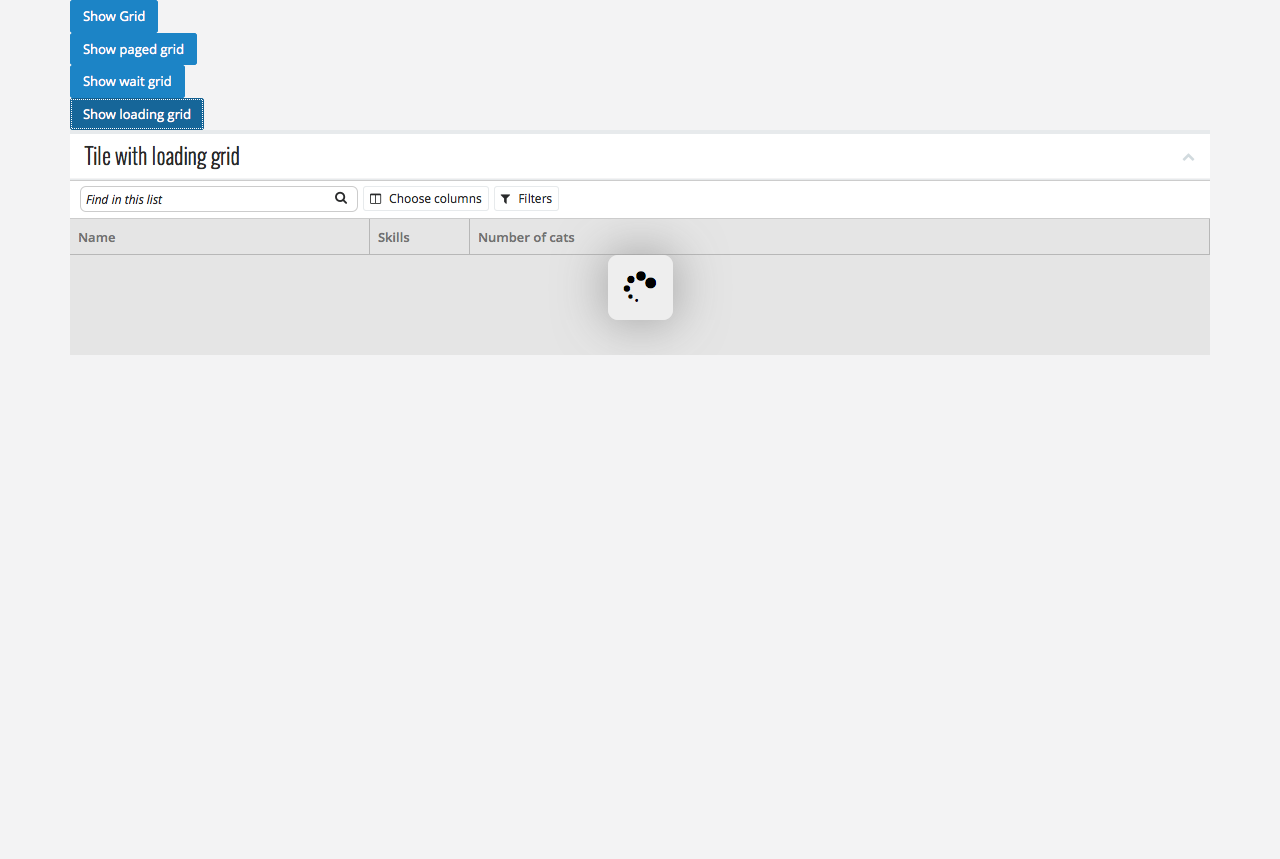 Show Grid
Show paged grid
Show wait grid
Show loading grid
Tile with loading grid
Find in this list Choose columns Filters
Name Skills Number of cats